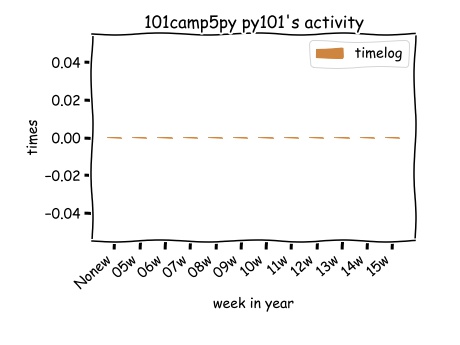 101camp5py py101's activity
timelog
0.04
0.02
0.00
−0.02
−0.04
times
Nonew 05w 06w 07w 08w 09w 10w 11w 12w 13w 14w 15w
week in year